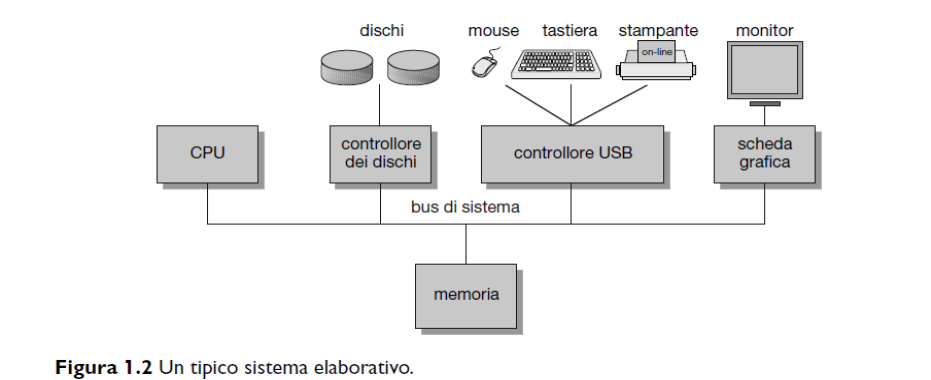 dischi mouse tastiera stampante monitor
on-line
CPU controllore dei dischi controllore USB scheda grafica
bus di sistema
memoria
Figura 1.2 Un tipico sistema elaborativo.